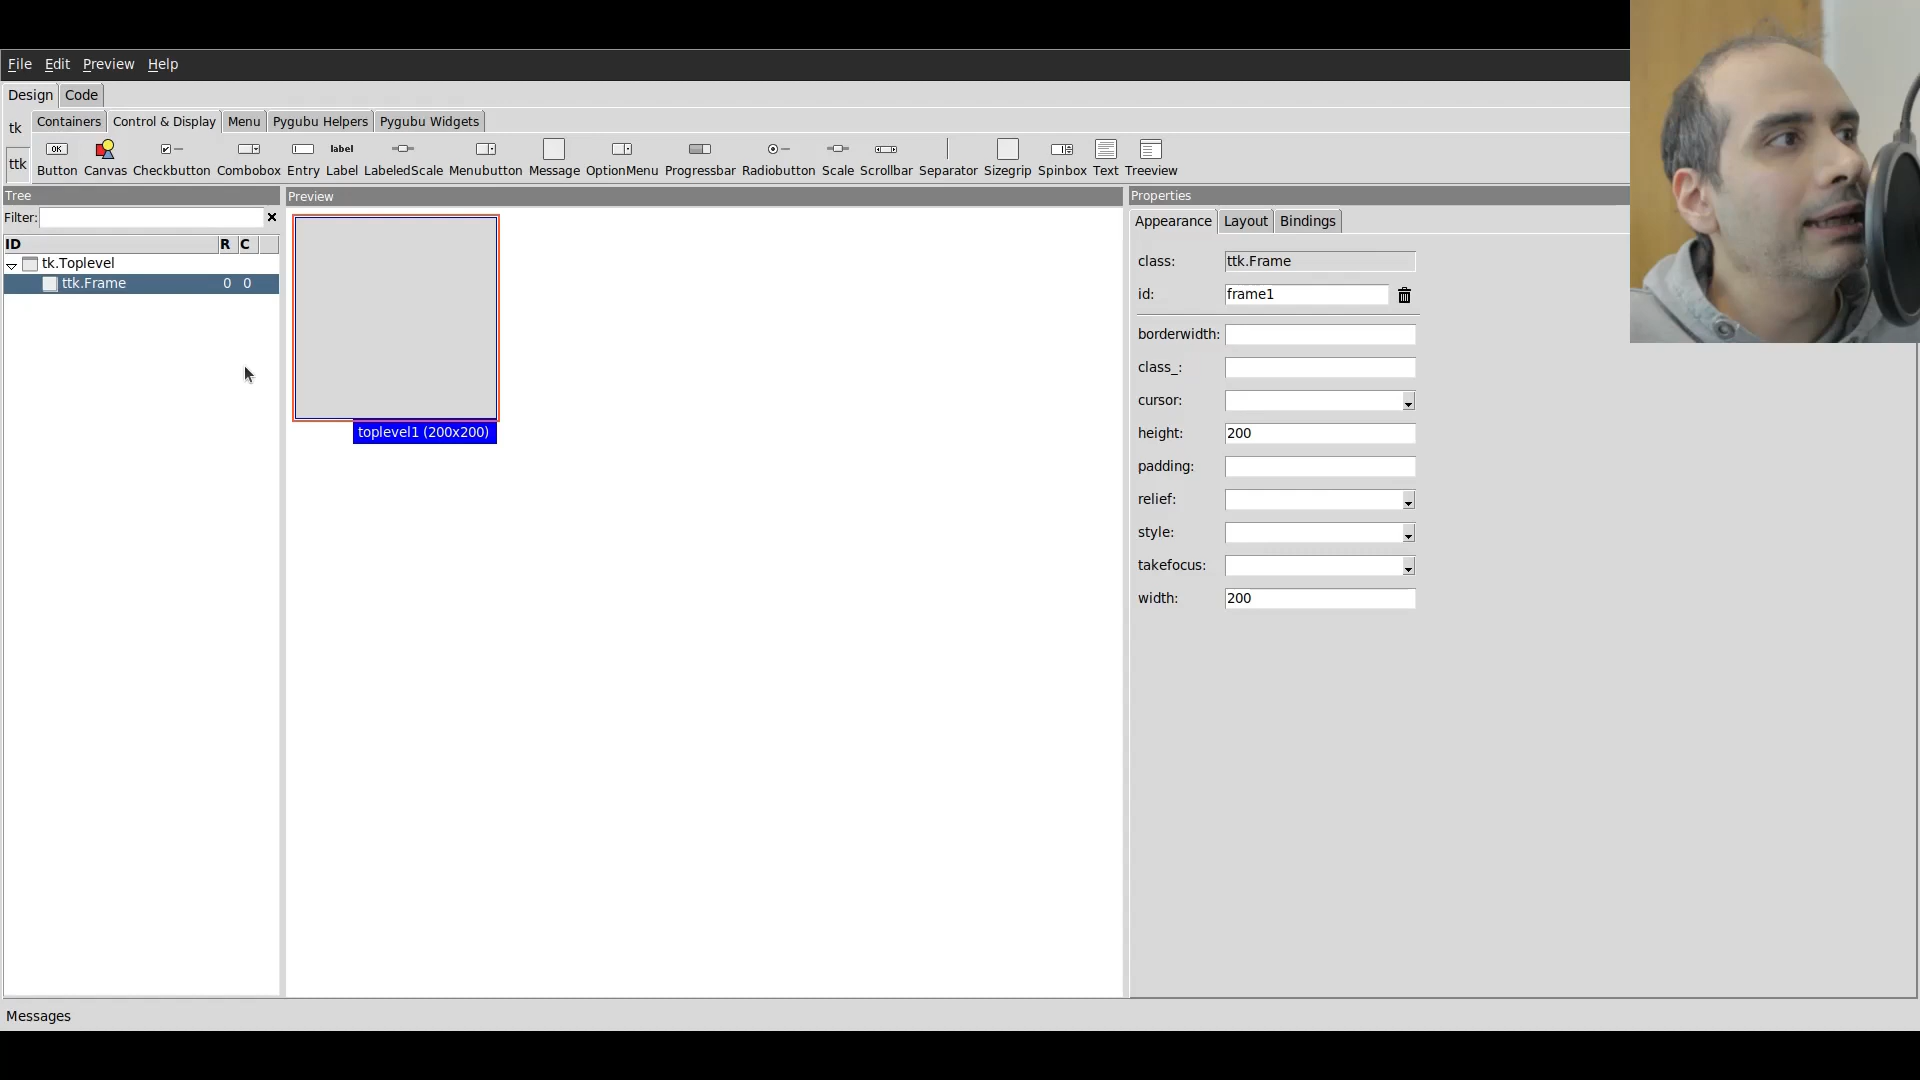 File Edit Preview Help
Design Code
tk Containers Control & Display Menu Pygubu Helpers Pygubu Widgets
OK label
ttk Button Canvas Checkbutton Combobox Entry Label LabeledScale Menubutton Message OptionMenu Progressbar Radiobutton Scale Scrollbar Separator Sizegrip Spinbox Text Treeview
Tree
Filter:
ID R C
tk.Toplevel
ttk.Frame 0 0
Preview
toplevel1 (200x200)
Properties
Appearance Layout Bindings
class: ttk.Frame
id: frame1
borderwidth:
class_:
cursor:
height: 200
padding:
relief:
style:
takefocus:
width: 200
Messages